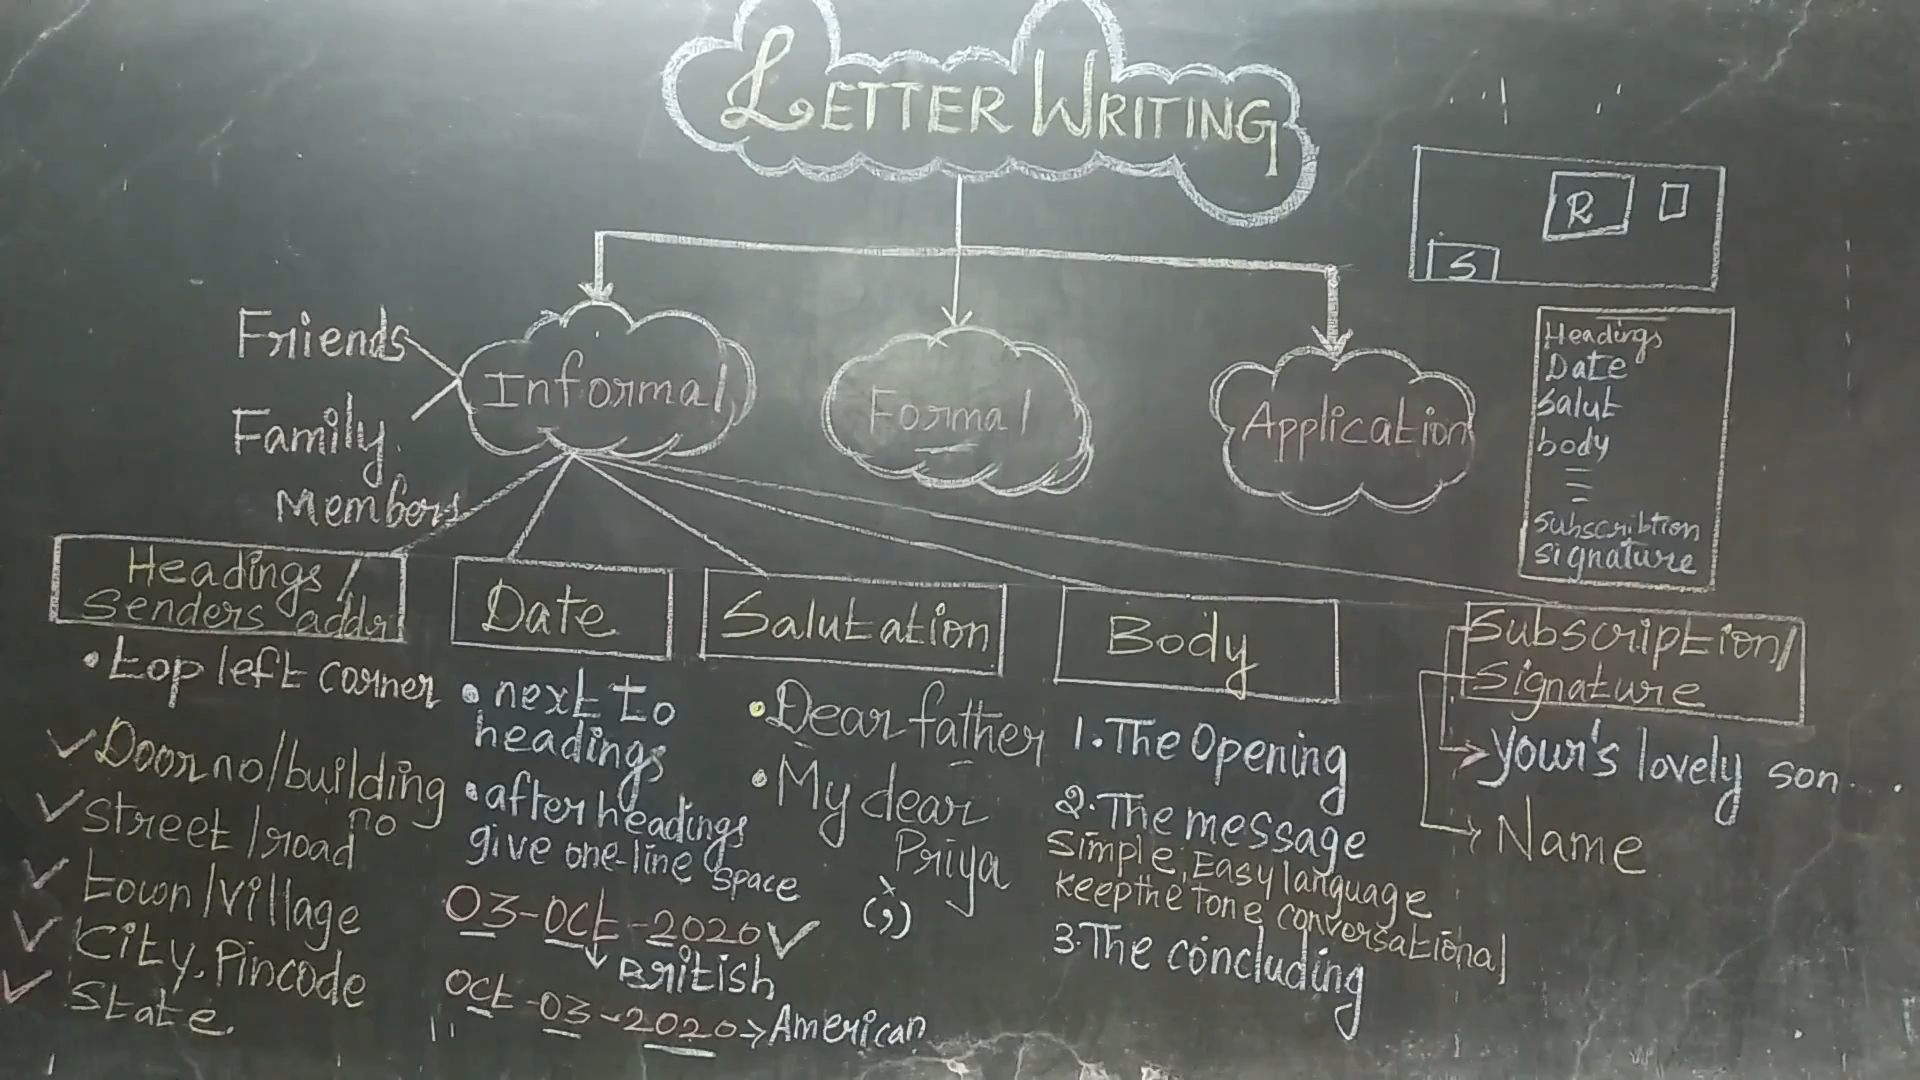 LETTER WRITING
R
S
Friends
Family
Members
Informal
Formal
Application
Headings
Date
Salut
body
Subscribtion
Signature
Headings/
Senders addr
• top left corner
✓ Door no/building
no
✓ street/road
✓ town/village
✓ City, Pincode
✓ State.
Date
• next to
headings
• after headings
give one-line space
03-Oct-2020 ✓
British
Oct-03-2020 → American
Salutation
• Dear father
• My dear
Priya
(,)
Body
1. The Opening
2. The message
Simple, Easy language
Keep the Tone conversational
3. The concluding
Subscription/
Signature
your's lovely son...
Name